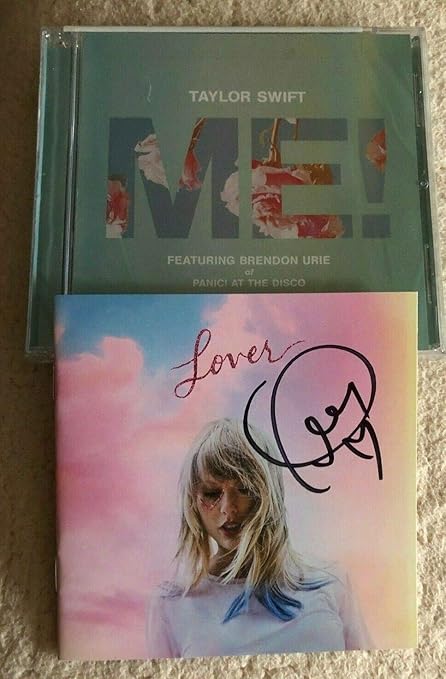 TAYLOR SWIFT
ME!
FEATURING BRENDON URIE
of
PANIC! AT THE DISCO
Lover